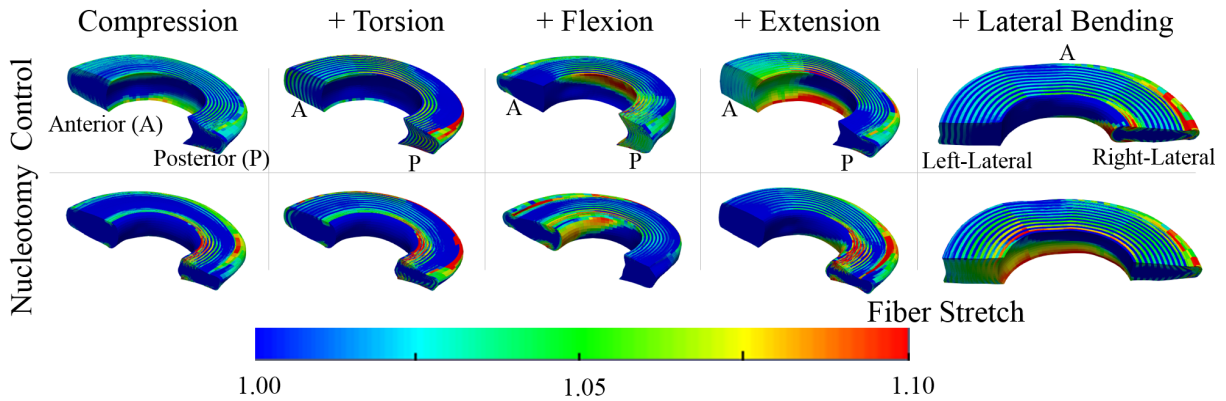 Compression
+ Torsion
+ Flexion
+ Extension
+ Lateral Bending
Control
Anterior (A)
Posterior (P)
A
P
A
P
A
P
A
Left-Lateral
Right-Lateral
Nucleotomy
Fiber Stretch
1.00
1.05
1.10